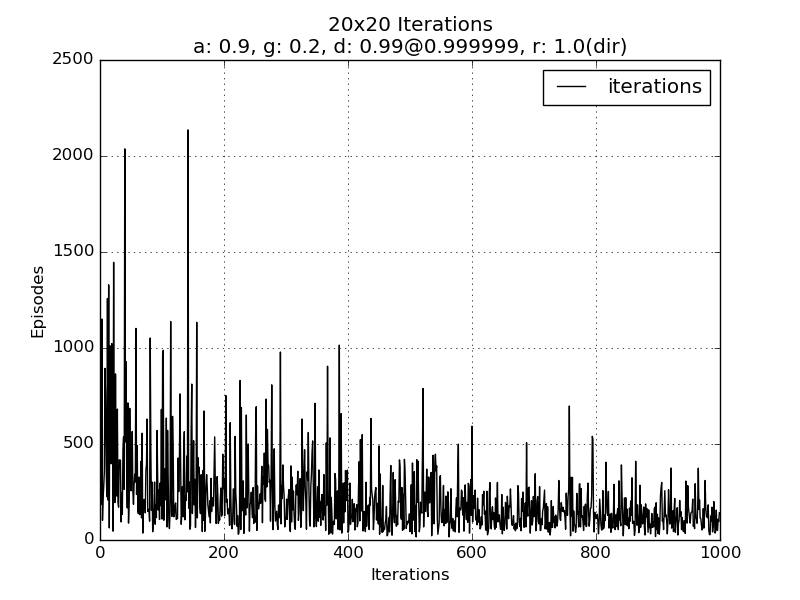 20x20 Iterations
a: 0.9, g: 0.2, d: 0.99@0.999999, r: 1.0(dir)
iterations
2500
2000
1500
1000
500
0
Episodes
0 200 400 600 800 1000
Iterations